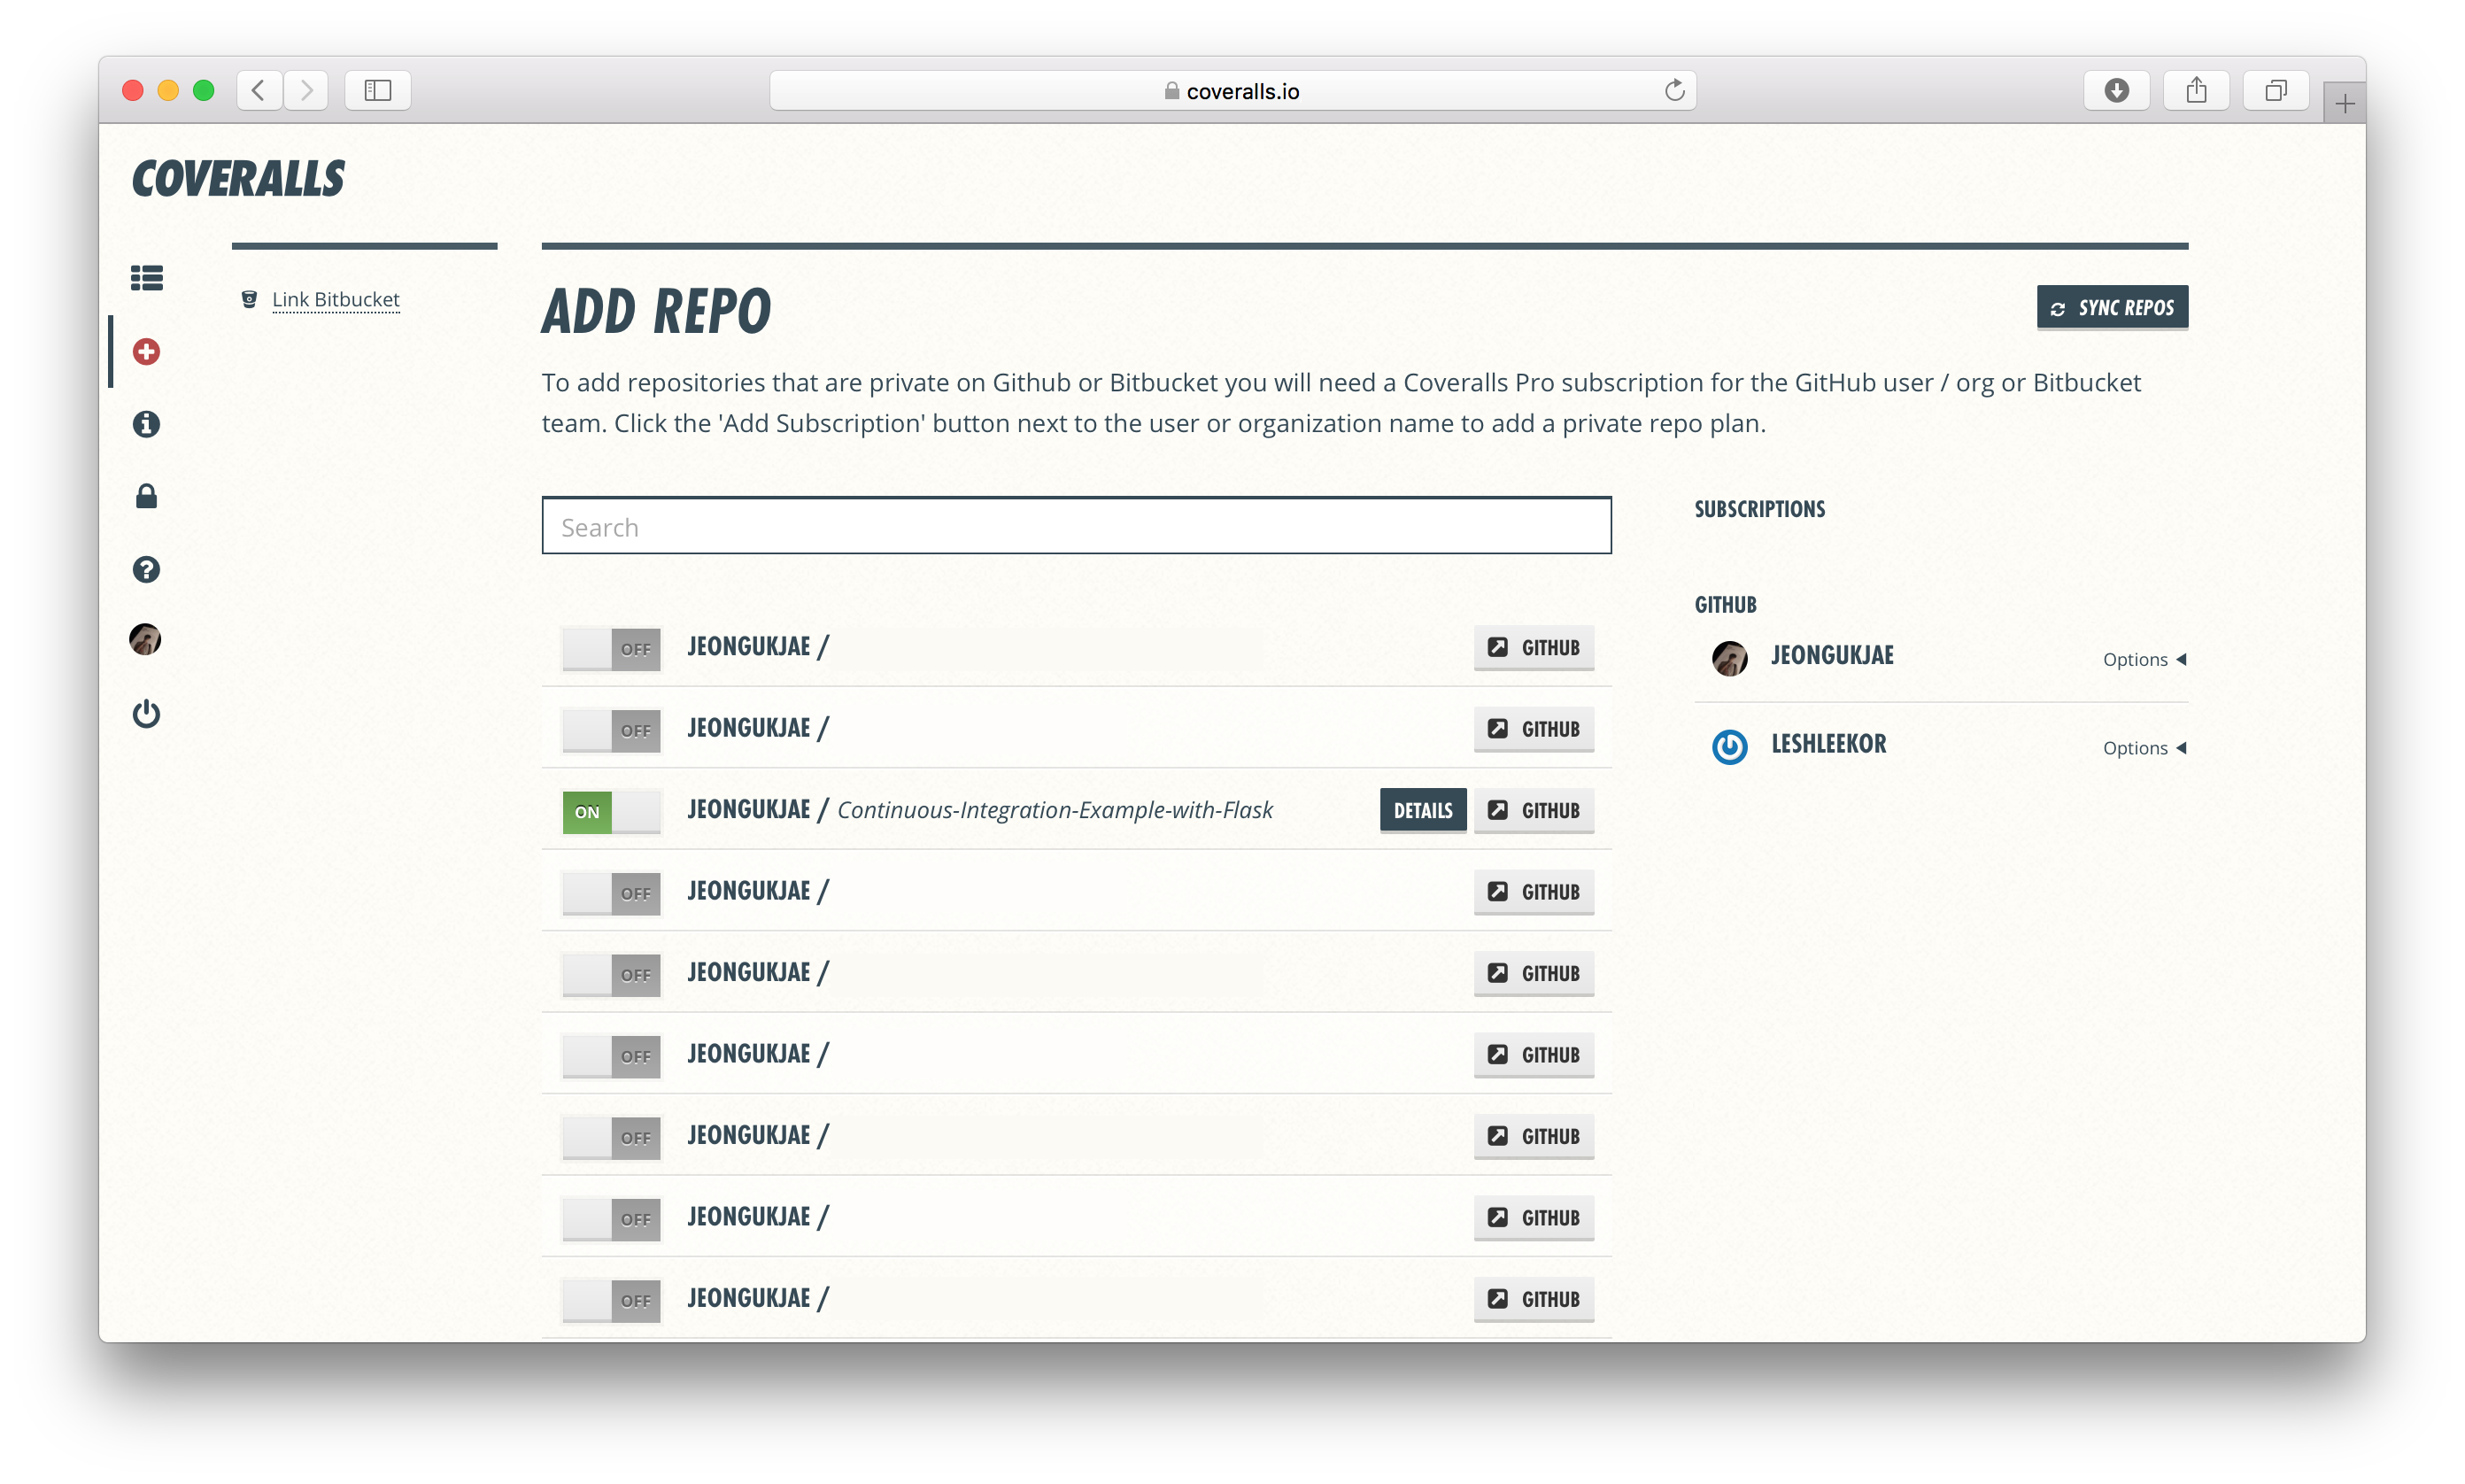 coveralls.io
COVERALLS
Link Bitbucket
ADD REPO
SYNC REPOS
To add repositories that are private on Github or Bitbucket you will need a Coveralls Pro subscription for the GitHub user / org or Bitbucket
team. Click the 'Add Subscription' button next to the user or organization name to add a private repo plan.
Search
SUBSCRIPTIONS
GITHUB
JEONGUKJAE Options
LESHLEEKOR Options
OFF JEONGUKJAE / GITHUB
OFF JEONGUKJAE / GITHUB
ON JEONGUKJAE / Continuous-Integration-Example-with-Flask DETAILS GITHUB
OFF JEONGUKJAE / GITHUB
OFF JEONGUKJAE / GITHUB
OFF JEONGUKJAE / GITHUB
OFF JEONGUKJAE / GITHUB
OFF JEONGUKJAE / GITHUB
OFF JEONGUKJAE / GITHUB